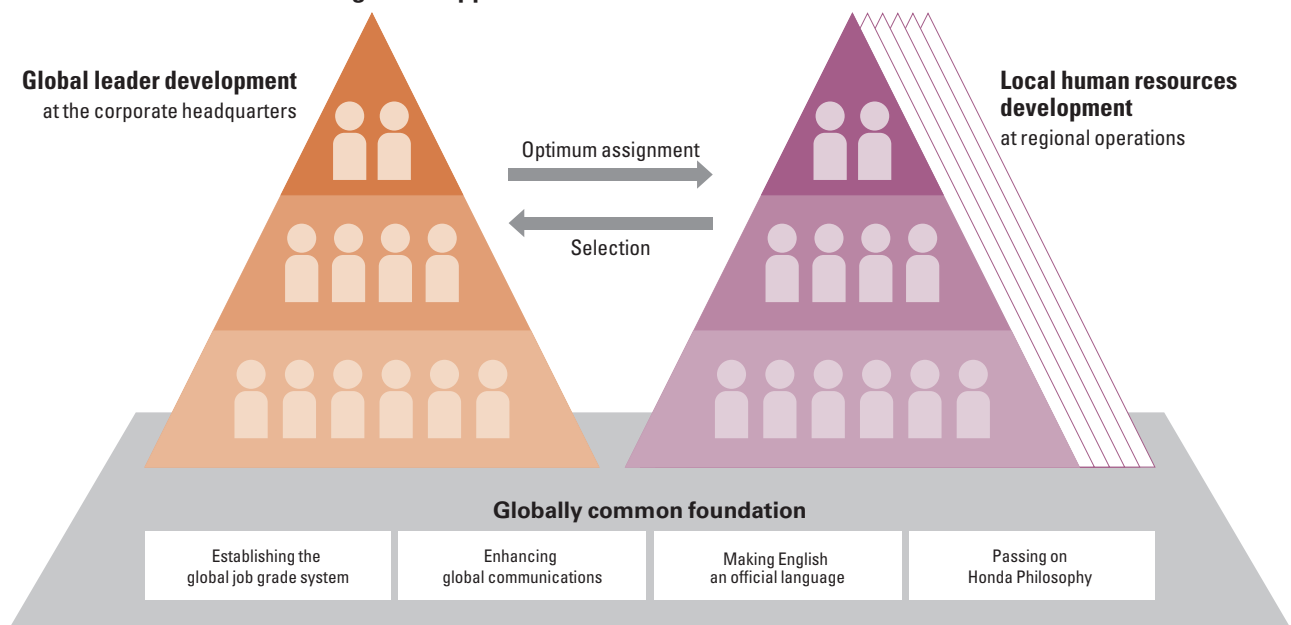 Global leader development
at the corporate headquarters
Optimum assignment
Selection
Local human resources
development
at regional operations
Globally common foundation
Establishing the
global job grade system
Enhancing
global communications
Making English
an official language
Passing on
Honda Philosophy